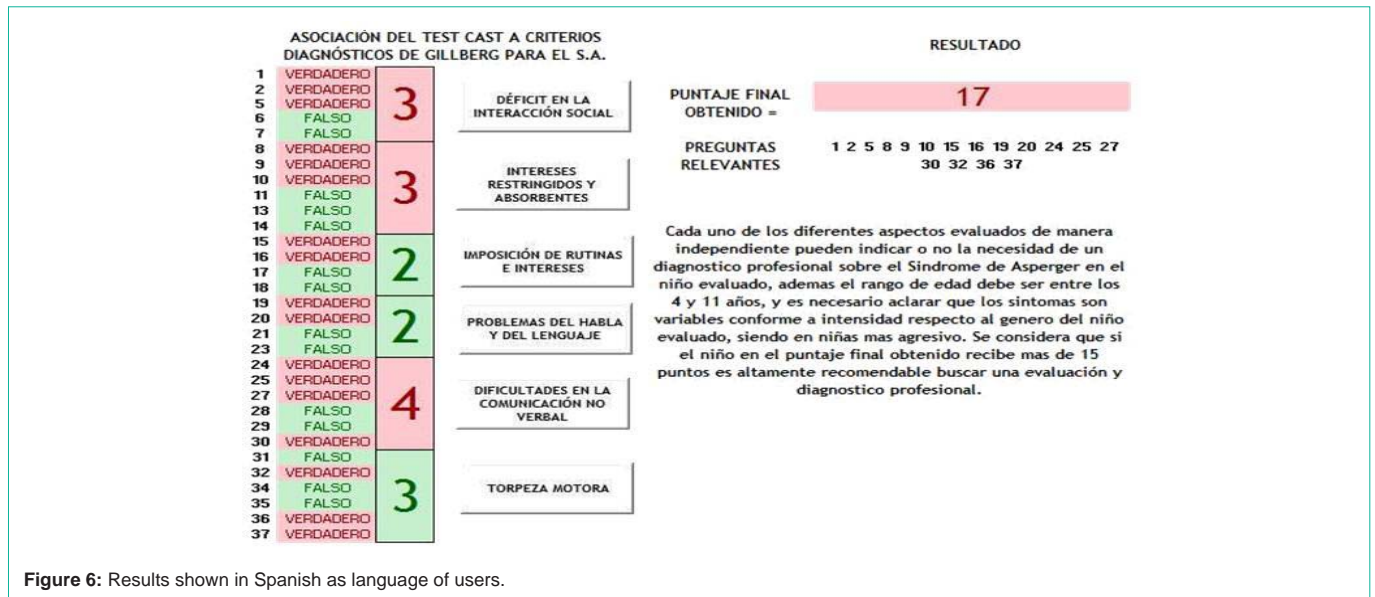 ASOCIACIÓN DEL TEST CAST A CRITERIOS
DIAGNÓSTICOS DE GILLBERG PARA EL S.A.
1 VERDADERO
2 VERDADERO
5 VERDADERO
6 FALSO
7 FALSO
3
DÉFICIT EN LA
INTERACCIÓN SOCIAL
8 VERDADERO
9 VERDADERO
10 VERDADERO
11 FALSO
13 FALSO
14 FALSO
3
INTERESES
RESTRINGIDOS Y
ABSORBENTES
15 VERDADERO
16 VERDADERO
17 FALSO
18 FALSO
2
IMPOSICIÓN DE RUTINAS
E INTERESES
19 VERDADERO
20 VERDADERO
21 FALSO
23 FALSO
2
PROBLEMAS DEL HABLA
Y DEL LENGUAJE
24 VERDADERO
25 VERDADERO
27 VERDADERO
28 FALSO
29 FALSO
30 VERDADERO
4
DIFICULTADES EN LA
COMUNICACIÓN NO
VERBAL
31 FALSO
32 VERDADERO
34 FALSO
35 FALSO
36 VERDADERO
37 VERDADERO
3
TORPEZA MOTORA
RESULTADO
PUNTAJE FINAL
OBTENIDO =
17
PREGUNTAS
RELEVANTES
1 2 5 8 9 10 15 16 19 20 24 25 27
30 32 36 37
Cada uno de los diferentes aspectos evaluados de manera
independiente pueden indicar o no la necesidad de un
diagnostico profesional sobre el Sindrome de Asperger en el
niño evaluado, ademas el rango de edad debe ser entre los
4 y 11 años, y es necesario aclarar que los sintomas son
variables conforme a intensidad respecto al genero del niño
evaluado, siendo en niñas mas agresivo. Se considera que si
el niño en el puntaje final obtenido recibe mas de 15
puntos es altamente recomendable buscar una evaluación y
diagnostico profesional.
Figure 6: Results shown in Spanish as language of users.